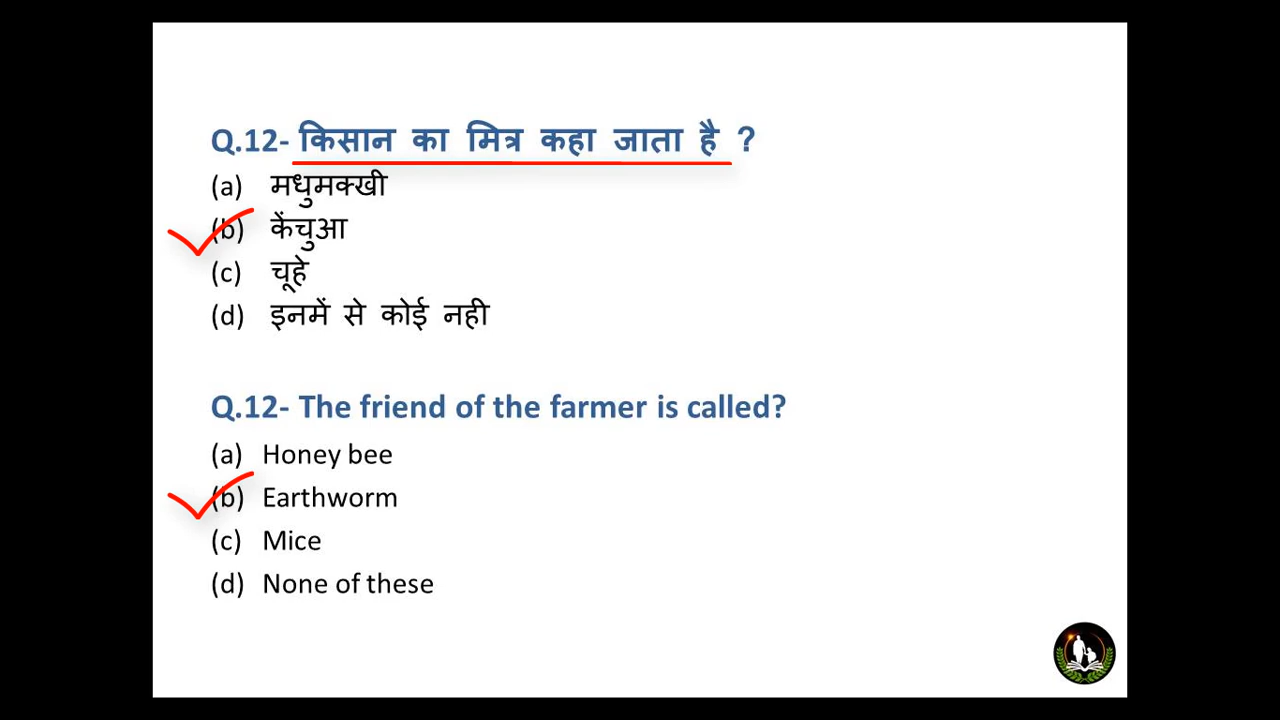 Q.12- किसान का मित्र कहा जाता है ?
(a) मधुमक्खी
(b) केंचुआ
(c) चूहे
(d) इनमें से कोई नही
Q.12- The friend of the farmer is called?
(a) Honey bee
(b) Earthworm
(c) Mice
(d) None of these